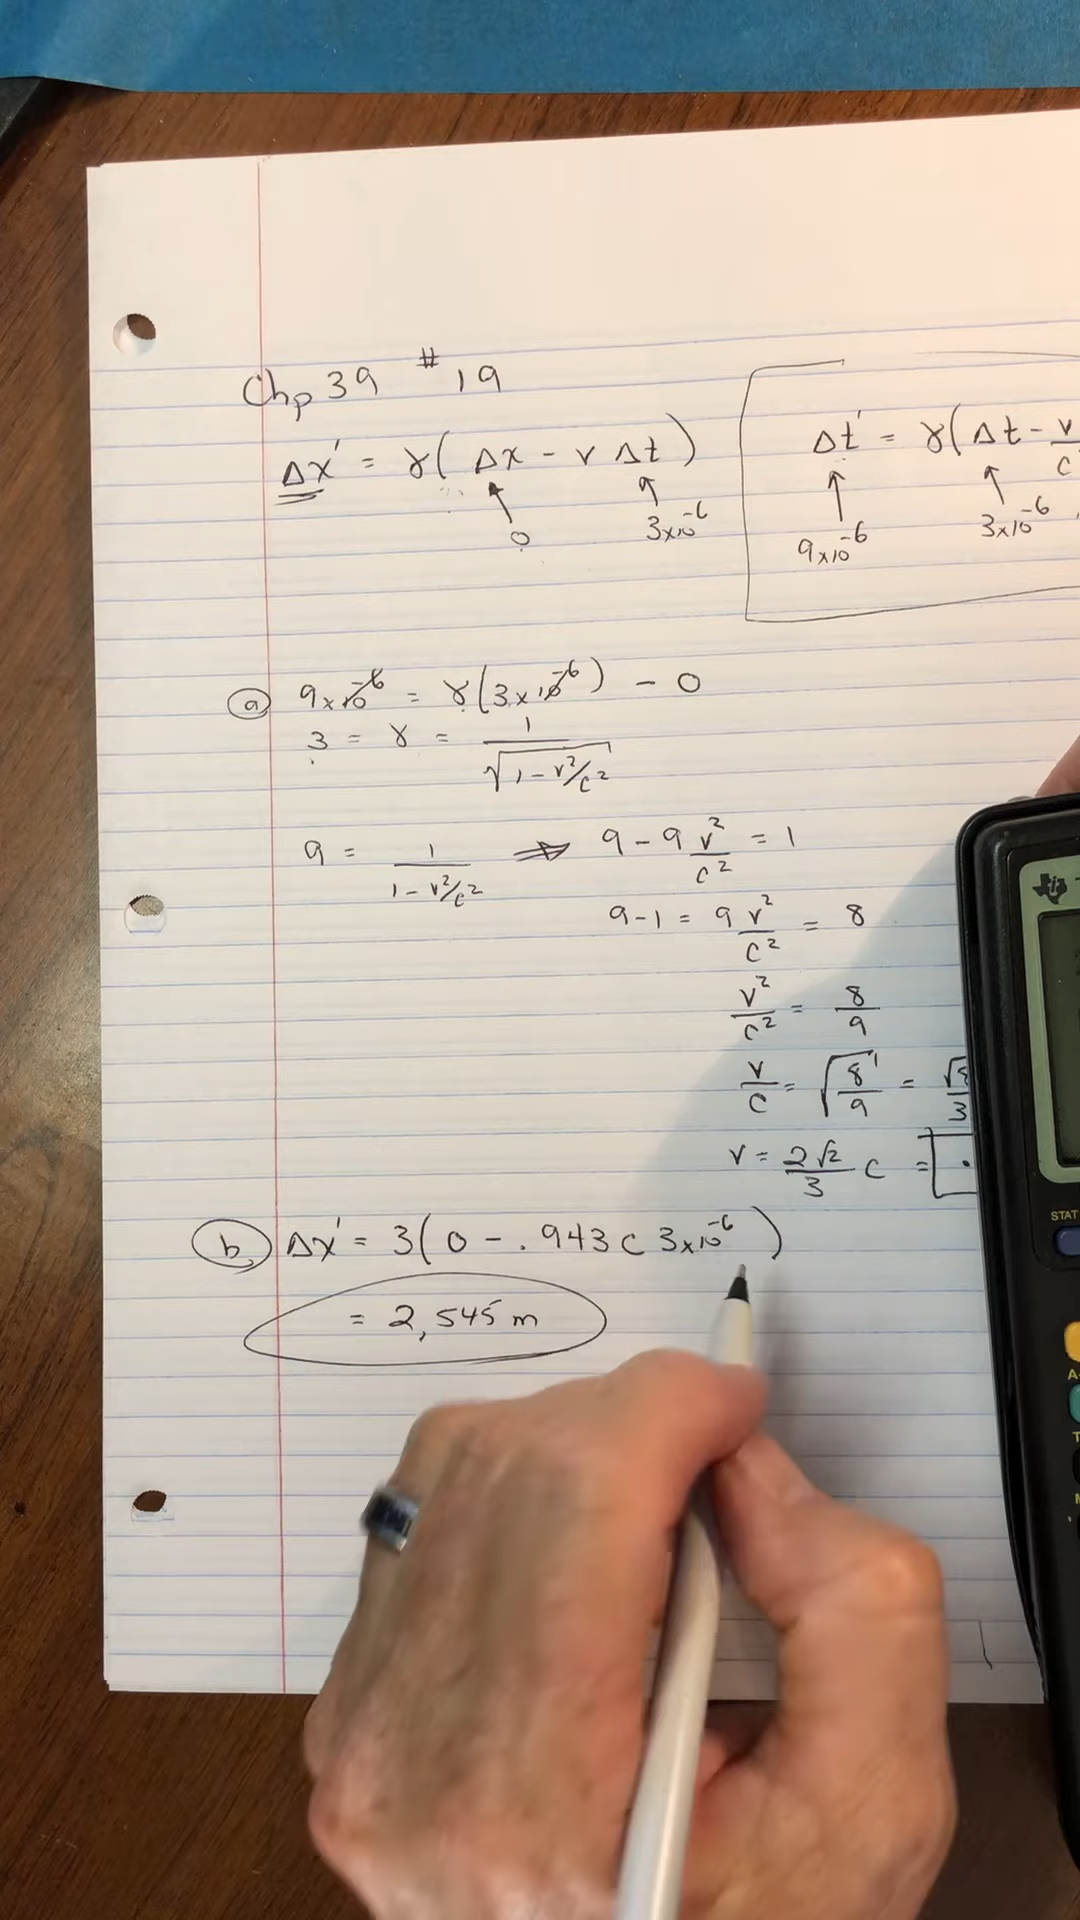 Chp 39 #19
Δx' = γ( Δx - v Δt )
0
3x10⁻⁶
Δt' = γ(Δt - v/c
9x10⁻⁶
3x10⁻⁶
(a) 9x10⁻⁶ = γ(3x10⁻⁶) - 0
3 = γ = 1/√(1-v²/c²)
9 = 1/(1-v²/c²) ⇒ 9 - 9 v²/c² = 1
9-1 = 9 v²/c² = 8
v²/c² = 8/9
v/c = √(8/9) = √8/3
v = 2√2/3 c = .
(b) Δx' = 3( 0 - .943 c 3x10⁻⁶ )
= 2,545 m
STAT
A-